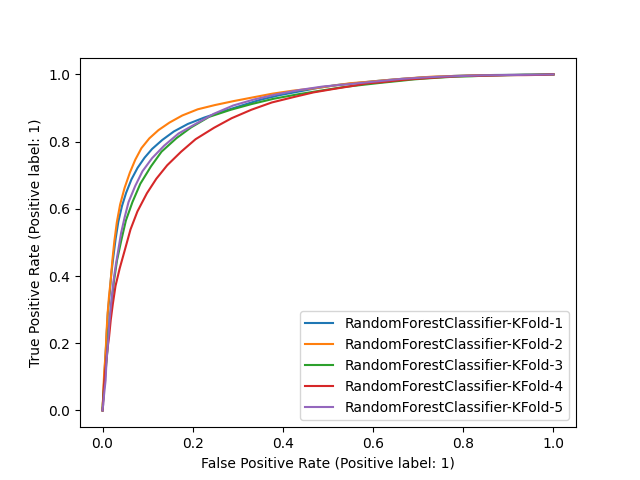 1.0
0.8
0.6
0.4
0.2
0.0
True Positive Rate (Positive label: 1)
RandomForestClassifier-KFold-1
RandomForestClassifier-KFold-2
RandomForestClassifier-KFold-3
RandomForestClassifier-KFold-4
RandomForestClassifier-KFold-5
0.0 0.2 0.4 0.6 0.8 1.0
False Positive Rate (Positive label: 1)